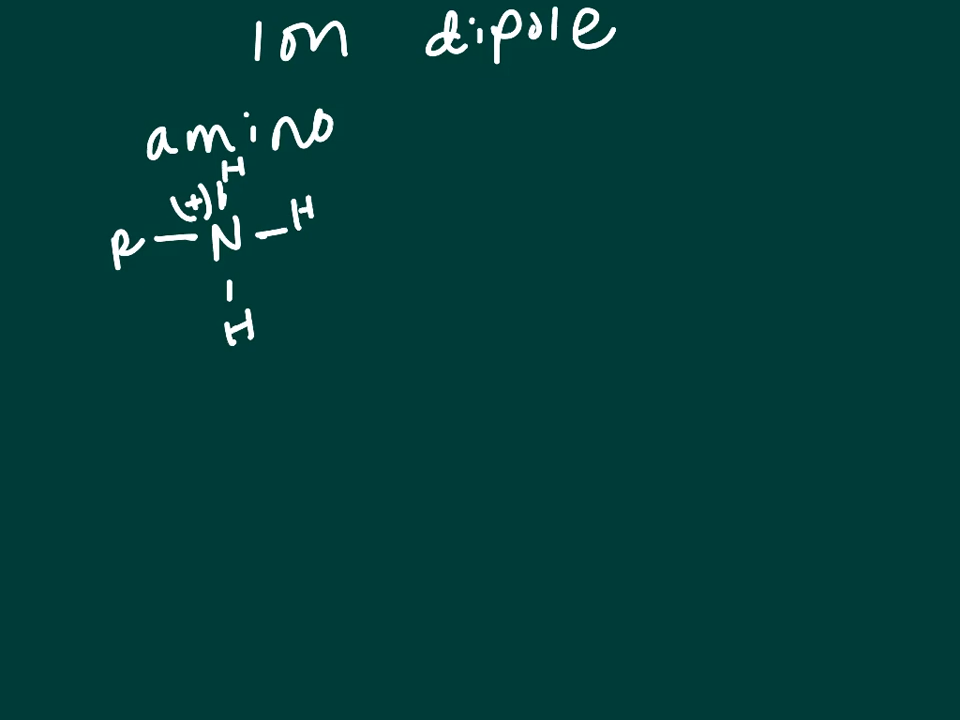 Ion dipole
amino
H
(+)
R - N - H
|
H